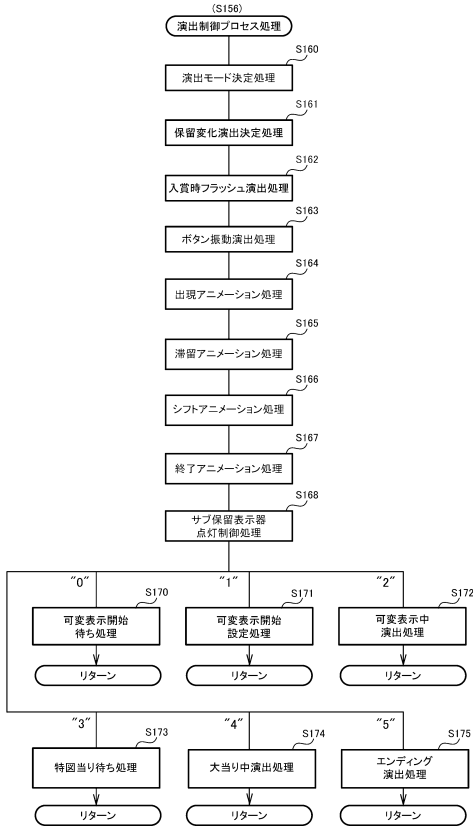 (S156)
演出制御プロセス処理
S160
演出モード決定処理
S161
保留変化演出決定処理
S162
入賞時フラッシュ演出処理
S163
ボタン振動演出処理
S164
出現アニメーション処理
S165
滞留アニメーション処理
S166
シフトアニメーション処理
S167
終了アニメーション処理
S168
サブ保留表示器
点灯制御処理
"0"
S170
可変表示開始
待ち処理
リターン
"1"
S171
可変表示開始
設定処理
リターン
"2"
S172
可変表示中
演出処理
リターン
"3"
S173
特図当り待ち処理
リターン
"4"
S174
大当り中演出処理
リターン
"5"
S175
エンディング
演出処理
リターン